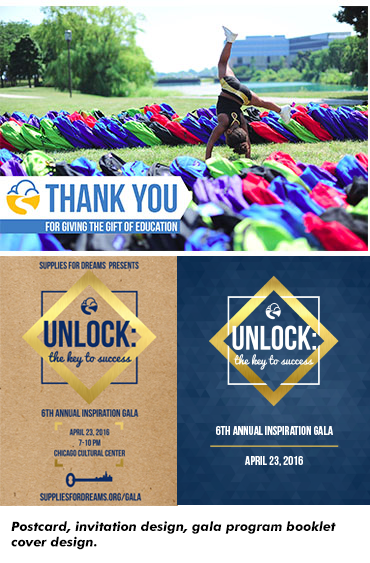 THANK YOU
FOR GIVING THE GIFT OF EDUCATION
SUPPLIES FOR DREAMS PRESENTS
UNLOCK:
the key to success
6TH ANNUAL INSPIRATION GALA
APRIL 23, 2016
7-10 PM
CHICAGO CULTURAL CENTER
SUPPLIESFORDREAMS.ORG/GALA
UNLOCK:
the key to success
6TH ANNUAL INSPIRATION GALA
APRIL 23, 2016
Postcard, invitation design, gala program booklet
cover design.